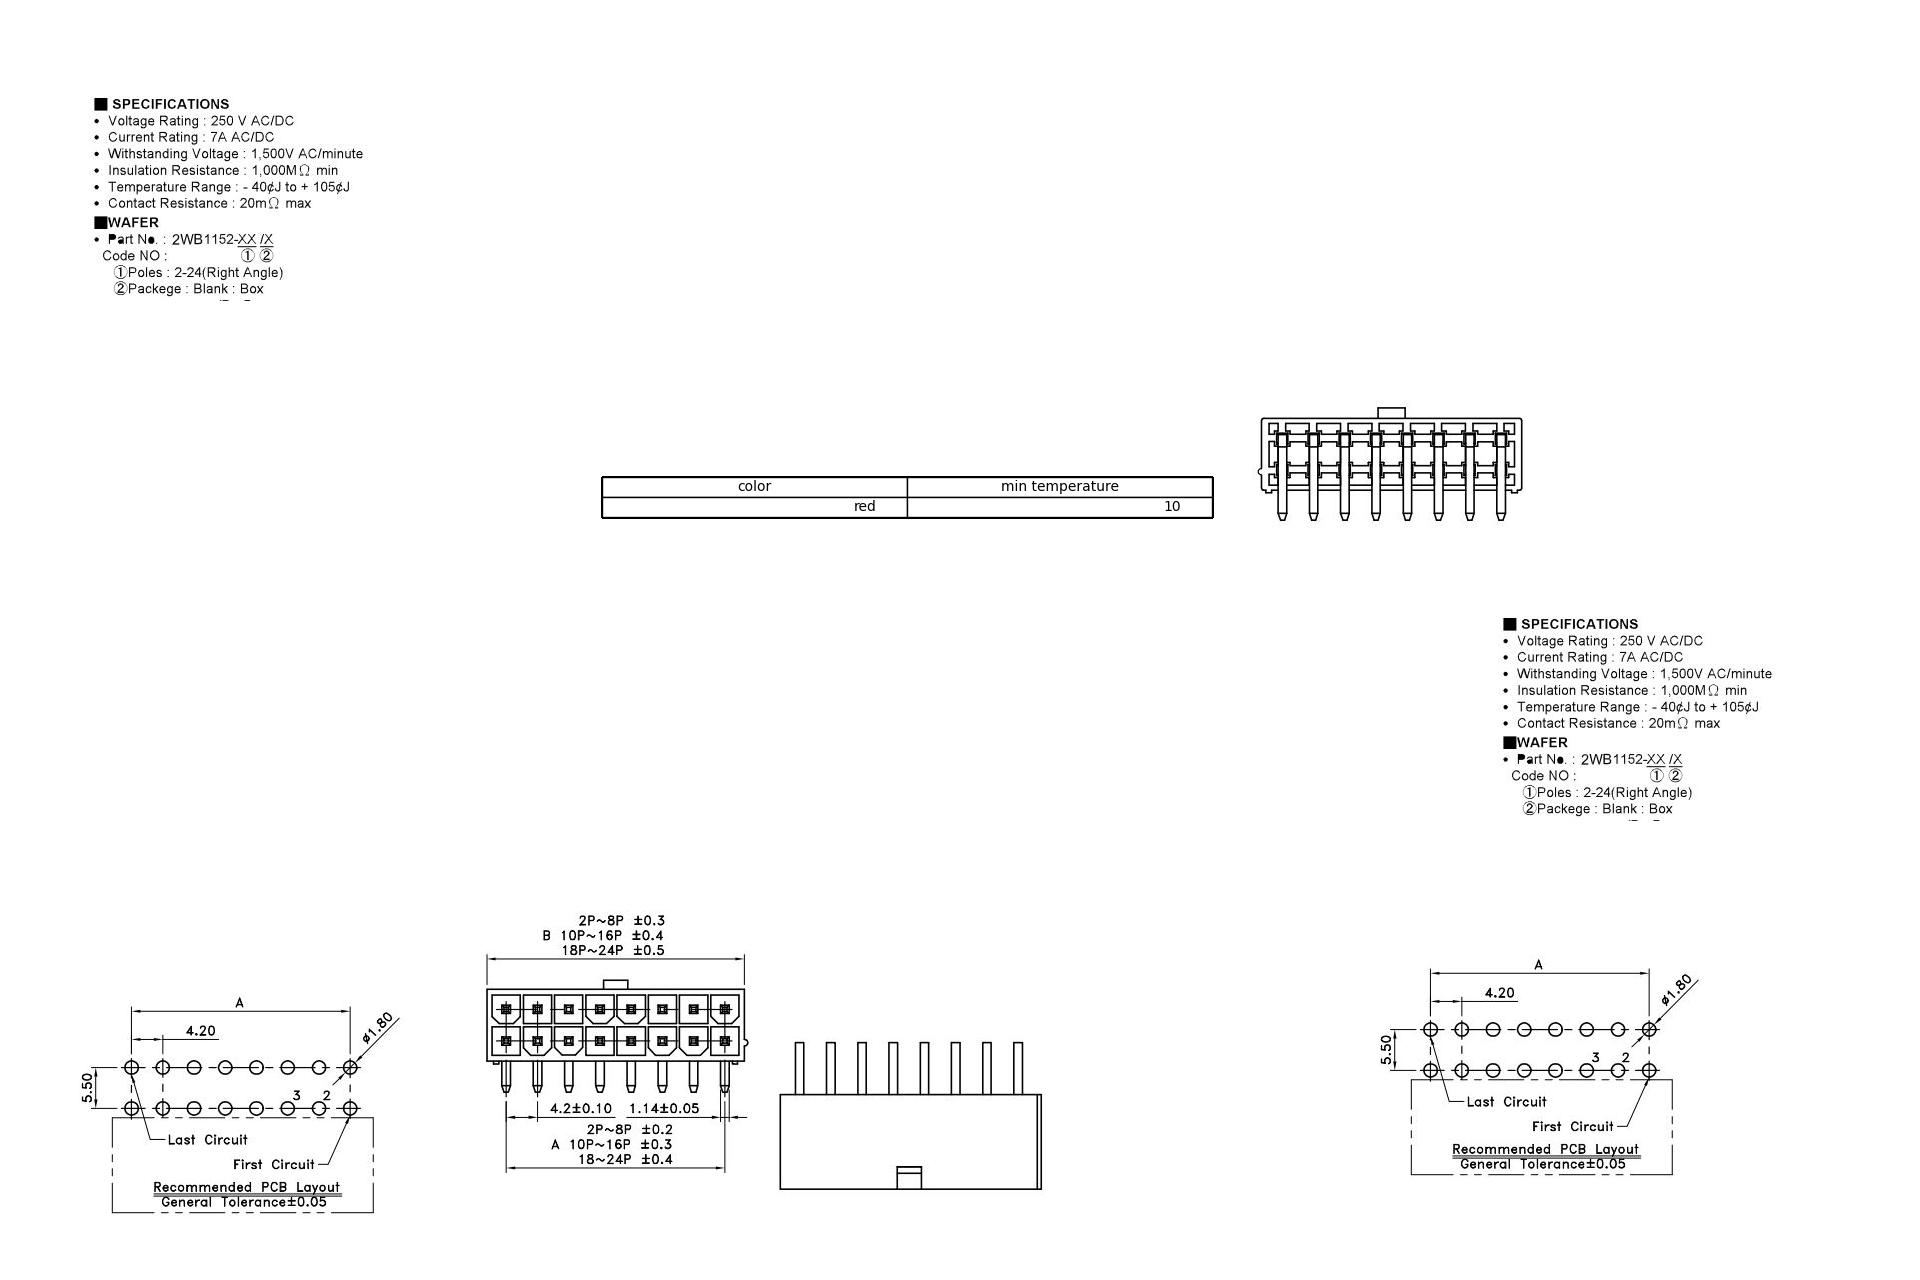 ■ SPECIFICATIONS
• Voltage Rating : 250 V AC/DC
• Current Rating : 7A AC/DC
• Withstanding Voltage : 1,500V AC/minute
• Insulation Resistance : 1,000MΩ min
• Temperature Range : - 40¢J to + 105¢J
• Contact Resistance : 20mΩ max
■WAFER
• Part No. : 2WB1152-XX /X
Code NO : ① ②
①Poles : 2-24(Right Angle)
②Packege : Blank : Box
color min temperature
red 10
■ SPECIFICATIONS
• Voltage Rating : 250 V AC/DC
• Current Rating : 7A AC/DC
• Withstanding Voltage : 1,500V AC/minute
• Insulation Resistance : 1,000MΩ min
• Temperature Range : - 40¢J to + 105¢J
• Contact Resistance : 20mΩ max
■WAFER
• Part No. : 2WB1152-XX /X
Code NO : ① ②
①Poles : 2-24(Right Angle)
②Packege : Blank : Box
A
4.20
ø1.80
5.50
3 2
Last Circuit
First Circuit
Recommended PCB Layout
General Tolerance±0.05
2P~8P ±0.3
B 10P~16P ±0.4
18P~24P ±0.5
4.2±0.10 1.14±0.05
2P~8P ±0.2
A 10P~16P ±0.3
18~24P ±0.4
A
4.20
ø1.80
5.50
3 2
Last Circuit
First Circuit
Recommended PCB Layout
General Tolerance±0.05